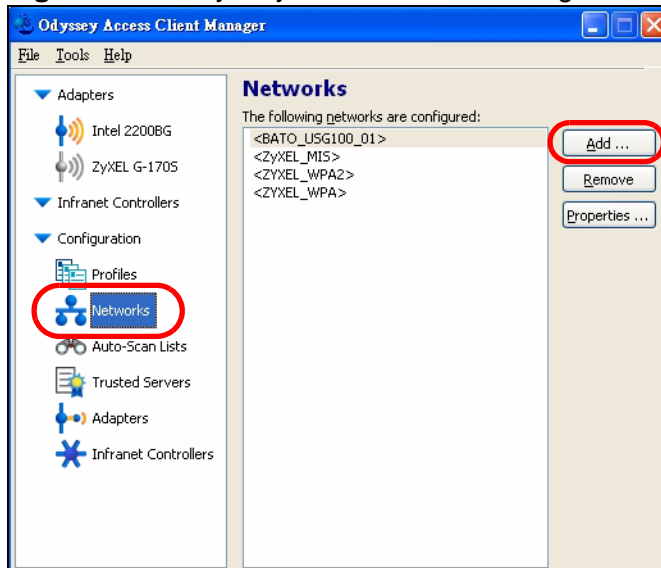 Odyssey Access Client Manager
File Tools Help
Adapters
Intel 2200BG
ZyXEL G-170S
Infranet Controllers
Configuration
Profiles
Networks
Auto-Scan Lists
Trusted Servers
Adapters
Infranet Controllers
Networks
The following networks are configured:
<BATO_USG100_01>
<ZyXEL_MIS>
<ZYXEL_WPA2>
<ZYXEL_WPA>
Add ...
Remove
Properties ...